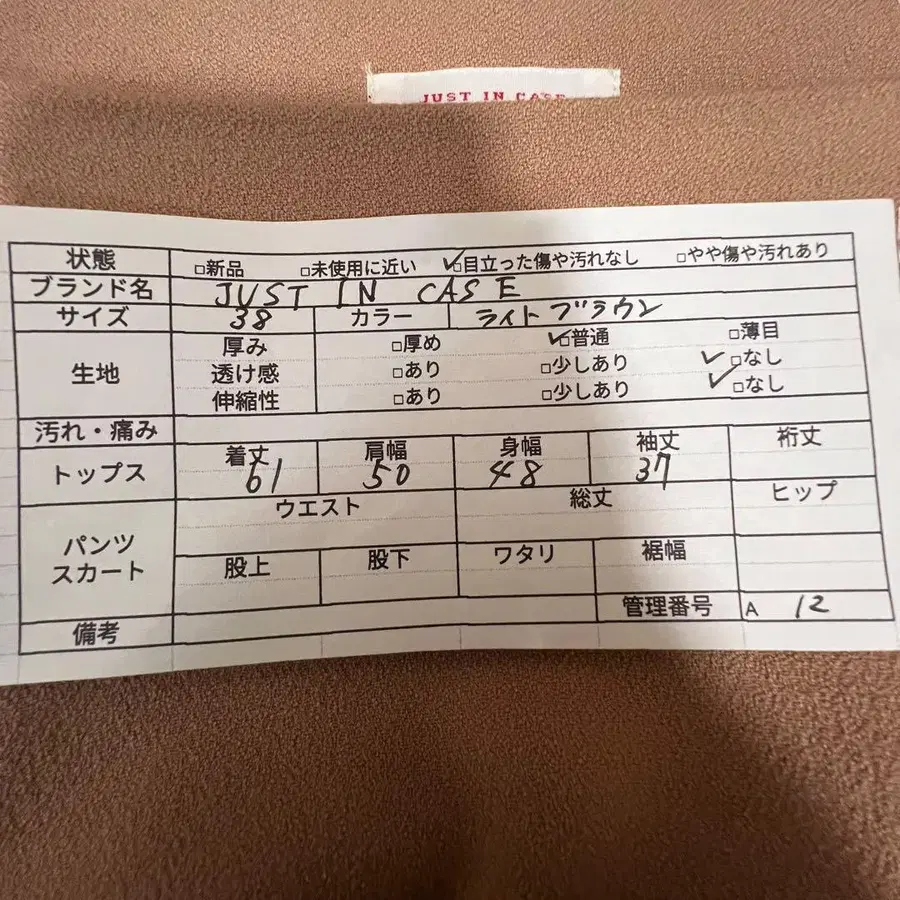 JUST IN CASE
状態 □新品 □未使用に近い ☑目立った傷や汚れなし □やや傷や汚れあり
ブランド名 JUST IN CASE
サイズ 38 カラー ライトブラウン
生地 厚み □厚め ☑普通 □薄目
透け感 □あり □少しあり ☑なし
伸縮性 □あり □少しあり ☑なし
汚れ・痛み
トップス 着丈 61 肩幅 50 身幅 48 袖丈 37 裄丈
パンツ スカート ウエスト 総丈 ヒップ
股上 股下 ワタリ 裾幅
管理番号 A 12
備考